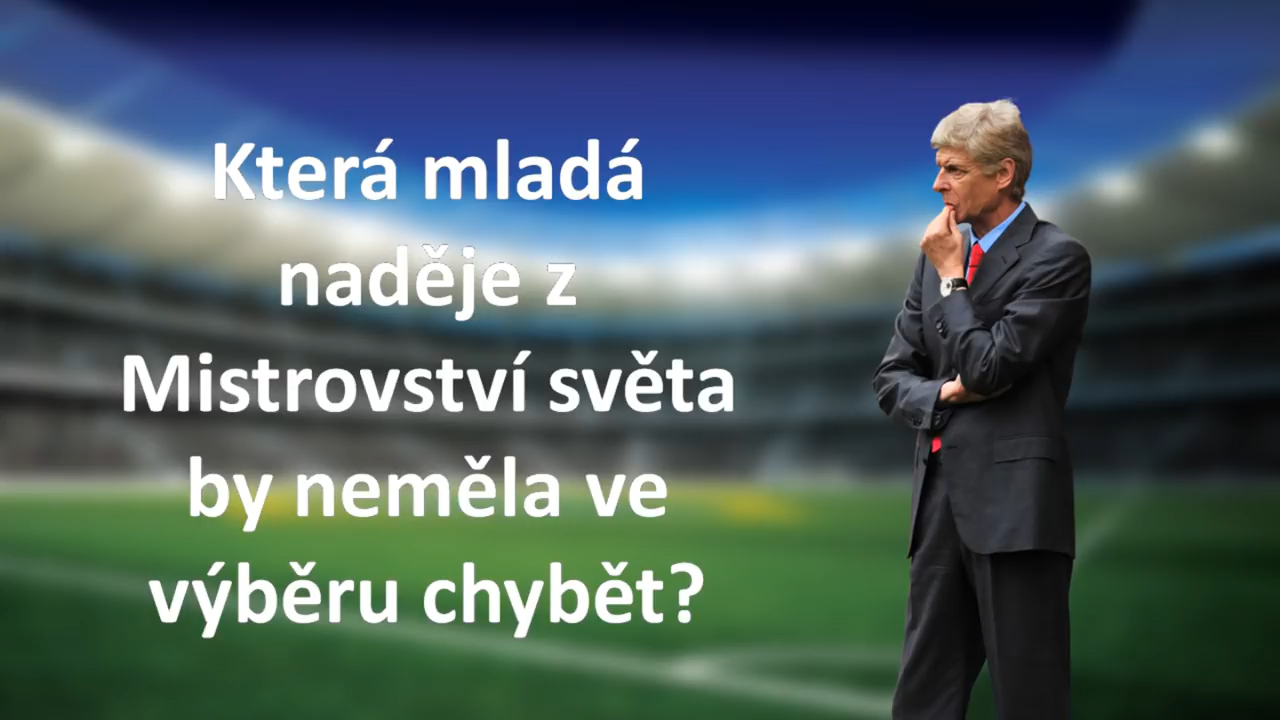 Která mladá
naděje z
Mistrovství světa
by neměla ve
výběru chybět?